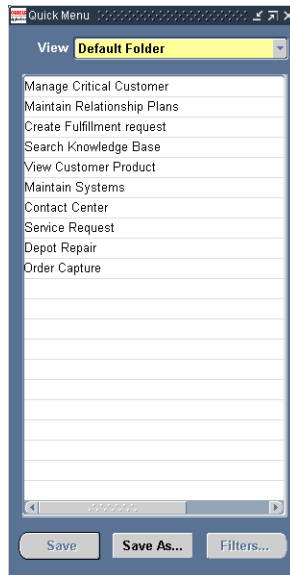 Quick Menu
View Default Folder
Manage Critical Customer
Maintain Relationship Plans
Create Fulfillment request
Search Knowledge Base
View Customer Product
Maintain Systems
Contact Center
Service Request
Depot Repair
Order Capture
Save Save As... Filters...